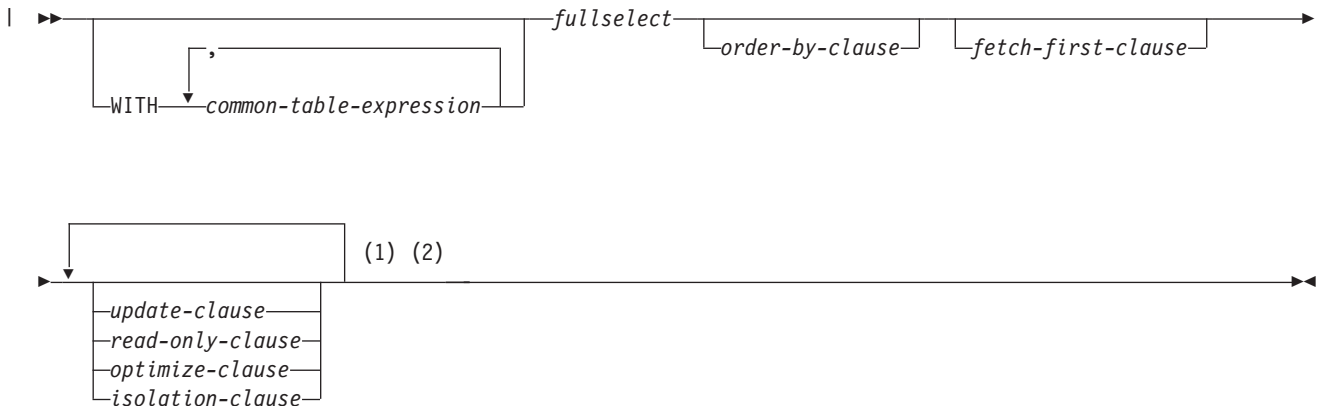 fullselect
order-by-clause
fetch-first-clause
,
WITH common-table-expression
(1) (2)
update-clause
read-only-clause
optimize-clause
isolation-clause